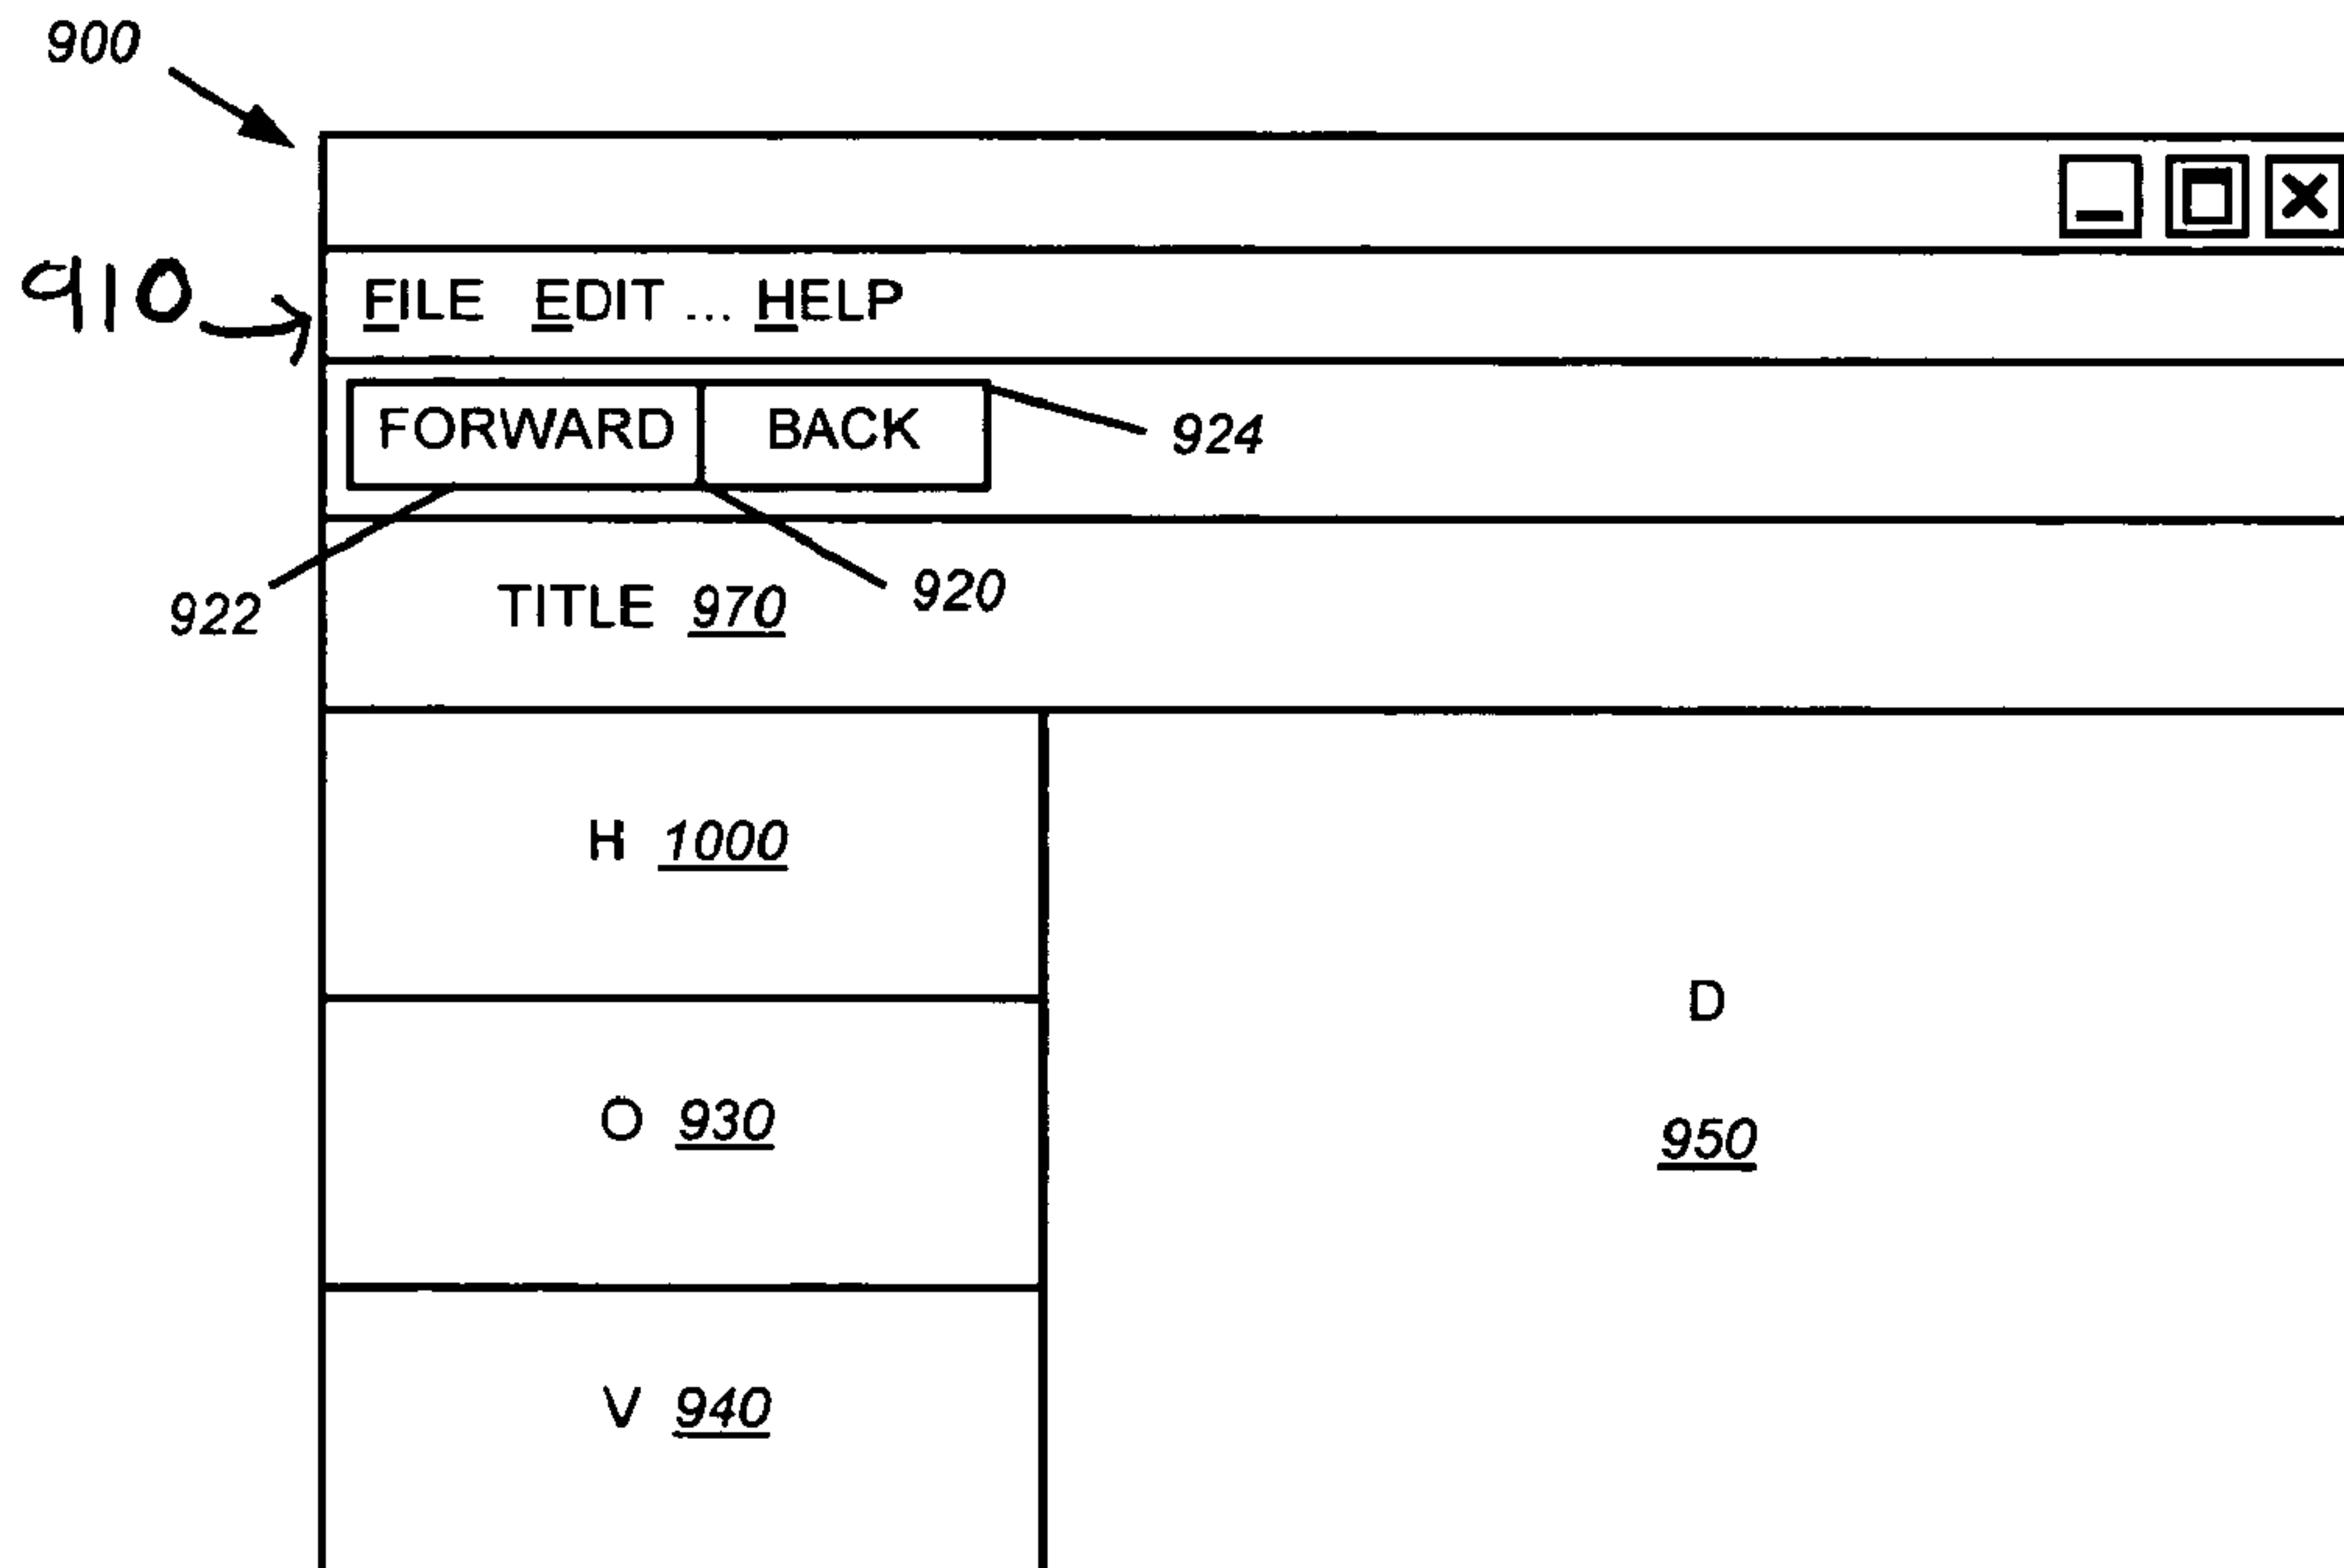 900
910
FILE EDIT ... HELP
FORWARD BACK
924
922
920
TITLE 970
H 1000
D
950
O 930
V 940